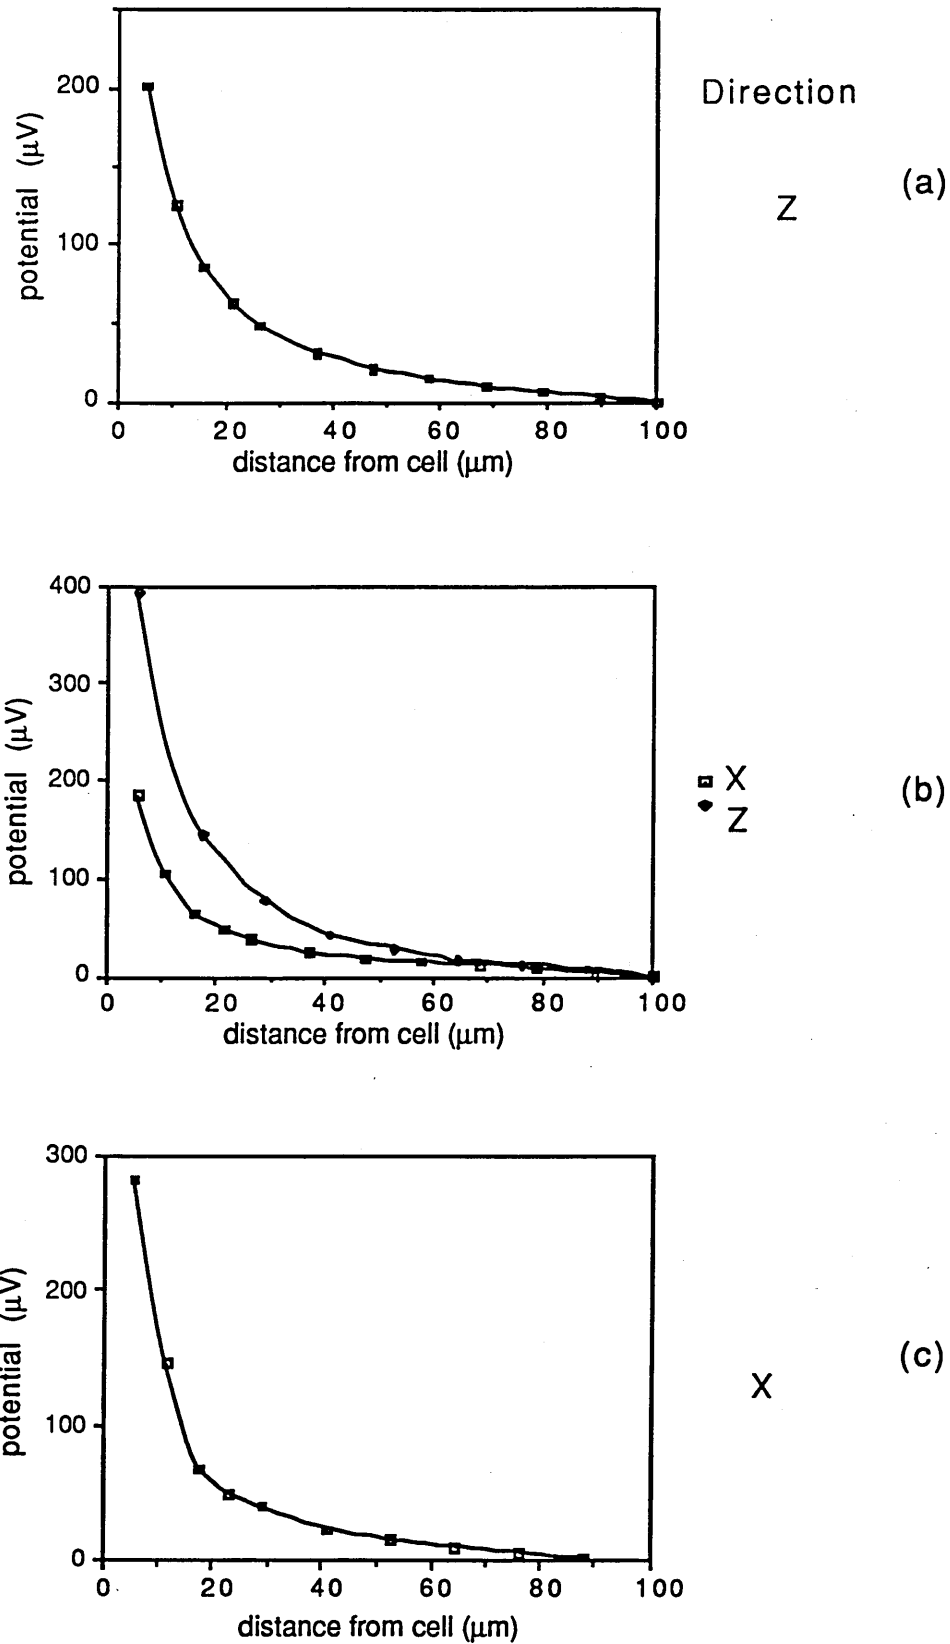 Direction
(a)
Z
potential (μV)
200
100
0
0 20 40 60 80 100
distance from cell (μm)
(b)
X
Z
potential (μV)
400
300
200
100
0
0 20 40 60 80 100
distance from cell (μm)
(c)
X
potential (μV)
300
200
100
0
0 20 40 60 80 100
distance from cell (μm)